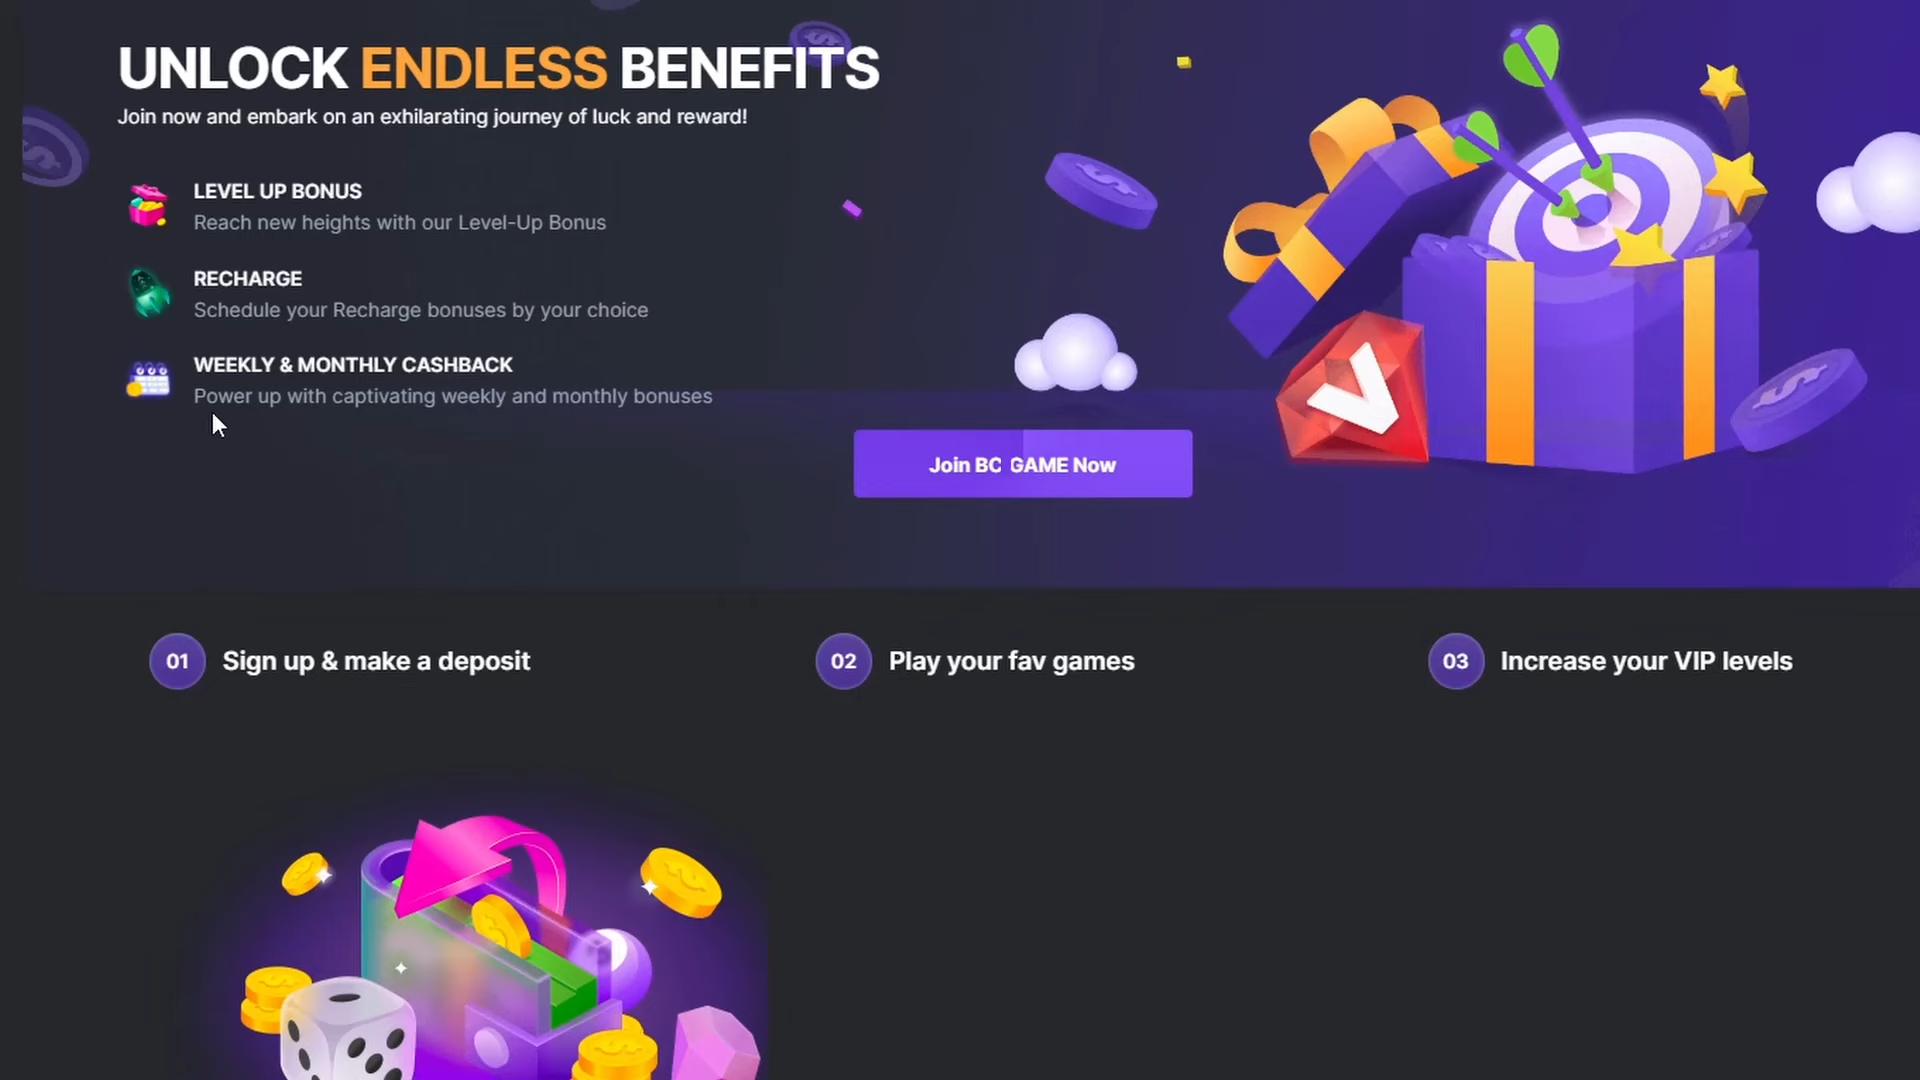 UNLOCK ENDLESS BENEFITS
Join now and embark on an exhilarating journey of luck and reward!
LEVEL UP BONUS
Reach new heights with our Level-Up Bonus
RECHARGE
Schedule your Recharge bonuses by your choice
WEEKLY & MONTHLY CASHBACK
Power up with captivating weekly and monthly bonuses
Join BC GAME Now
01 Sign up & make a deposit
02 Play your fav games
03 Increase your VIP levels